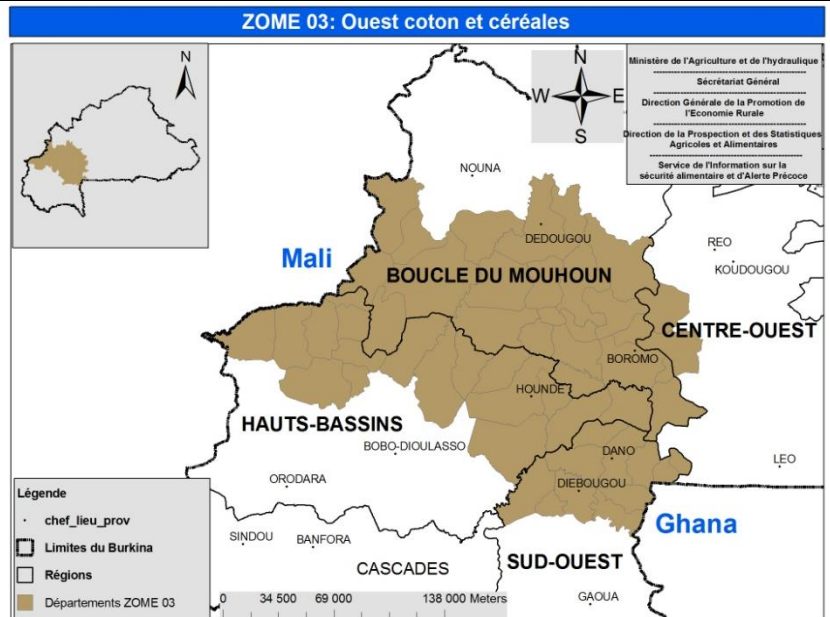 ZOME 03: Ouest coton et céréales
N
N
W E
S
Ministère de l'Agriculture et de l'hydraulique
Sécrétariat Général
Direction Générale de la Promotion de
l'Economie Rurale
Direction de la Prospection et des Statistiques
Agricoles et Alimentaires
Service de l'Information sur la
sécurité alimentaire et d'Alerte Précoce
NOUNA
DEDOUGOU
REO
KOUDOUGOU
Mali
BOUCLE DU MOUHOUN
CENTRE-OUEST
BOROMO
HOUNDE
HAUTS-BASSINS
BOBO-DIOULASSO
DANO
LEO
ORODARA
DIEBOUGOU
Ghana
SINDOU
BANFORA
CASCADES
SUD-OUEST
GAOUA
Légende
chef_lieu_prov
Limites du Burkina
Régions
Départements ZOME 03
0 34 500 69 000 138 000 Meters